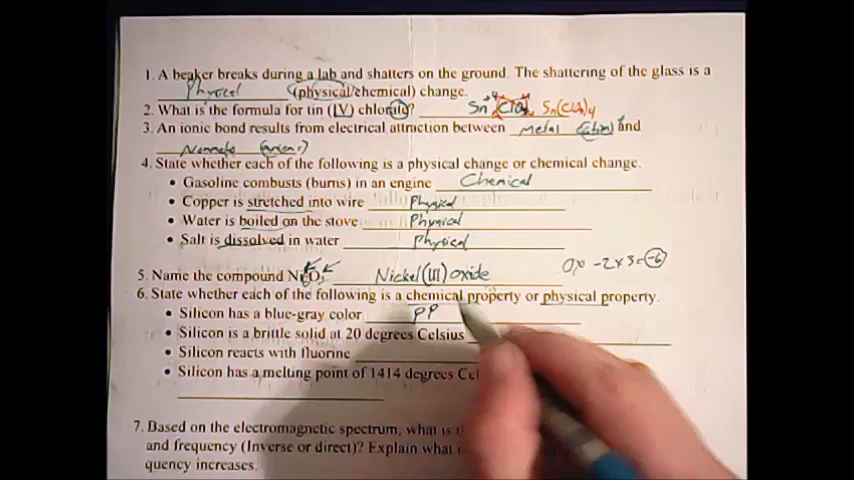 1. A beaker breaks during a lab and shatters on the ground. The shattering of the glass is a
Physical (physical/chemical) change.
2. What is the formula for tin (IV) chlorate? Sn+4 Sn(ClO3)4
3. An ionic bond results from electrical attraction between metal (cation) and
Nonmetal (anion)
4. State whether each of the following is a physical change or chemical change.
• Gasoline combusts (burns) in an engine Chemical
• Copper is stretched into wire Physical
• Water is boiled on the stove Physical
• Salt is dissolved in water Physical
5. Name the compound Ni2O3 Nickel (III) oxide Ox -2 x 3 = -6
6. State whether each of the following is a chemical property or physical property.
• Silicon has a blue-gray color PP
• Silicon is a brittle solid at 20 degrees Celsius
• Silicon reacts with fluorine
• Silicon has a melting point of 1414 degrees Cel
7. Based on the electromagnetic spectrum, what is
and frequency (Inverse or direct)? Explain what
quency increases.